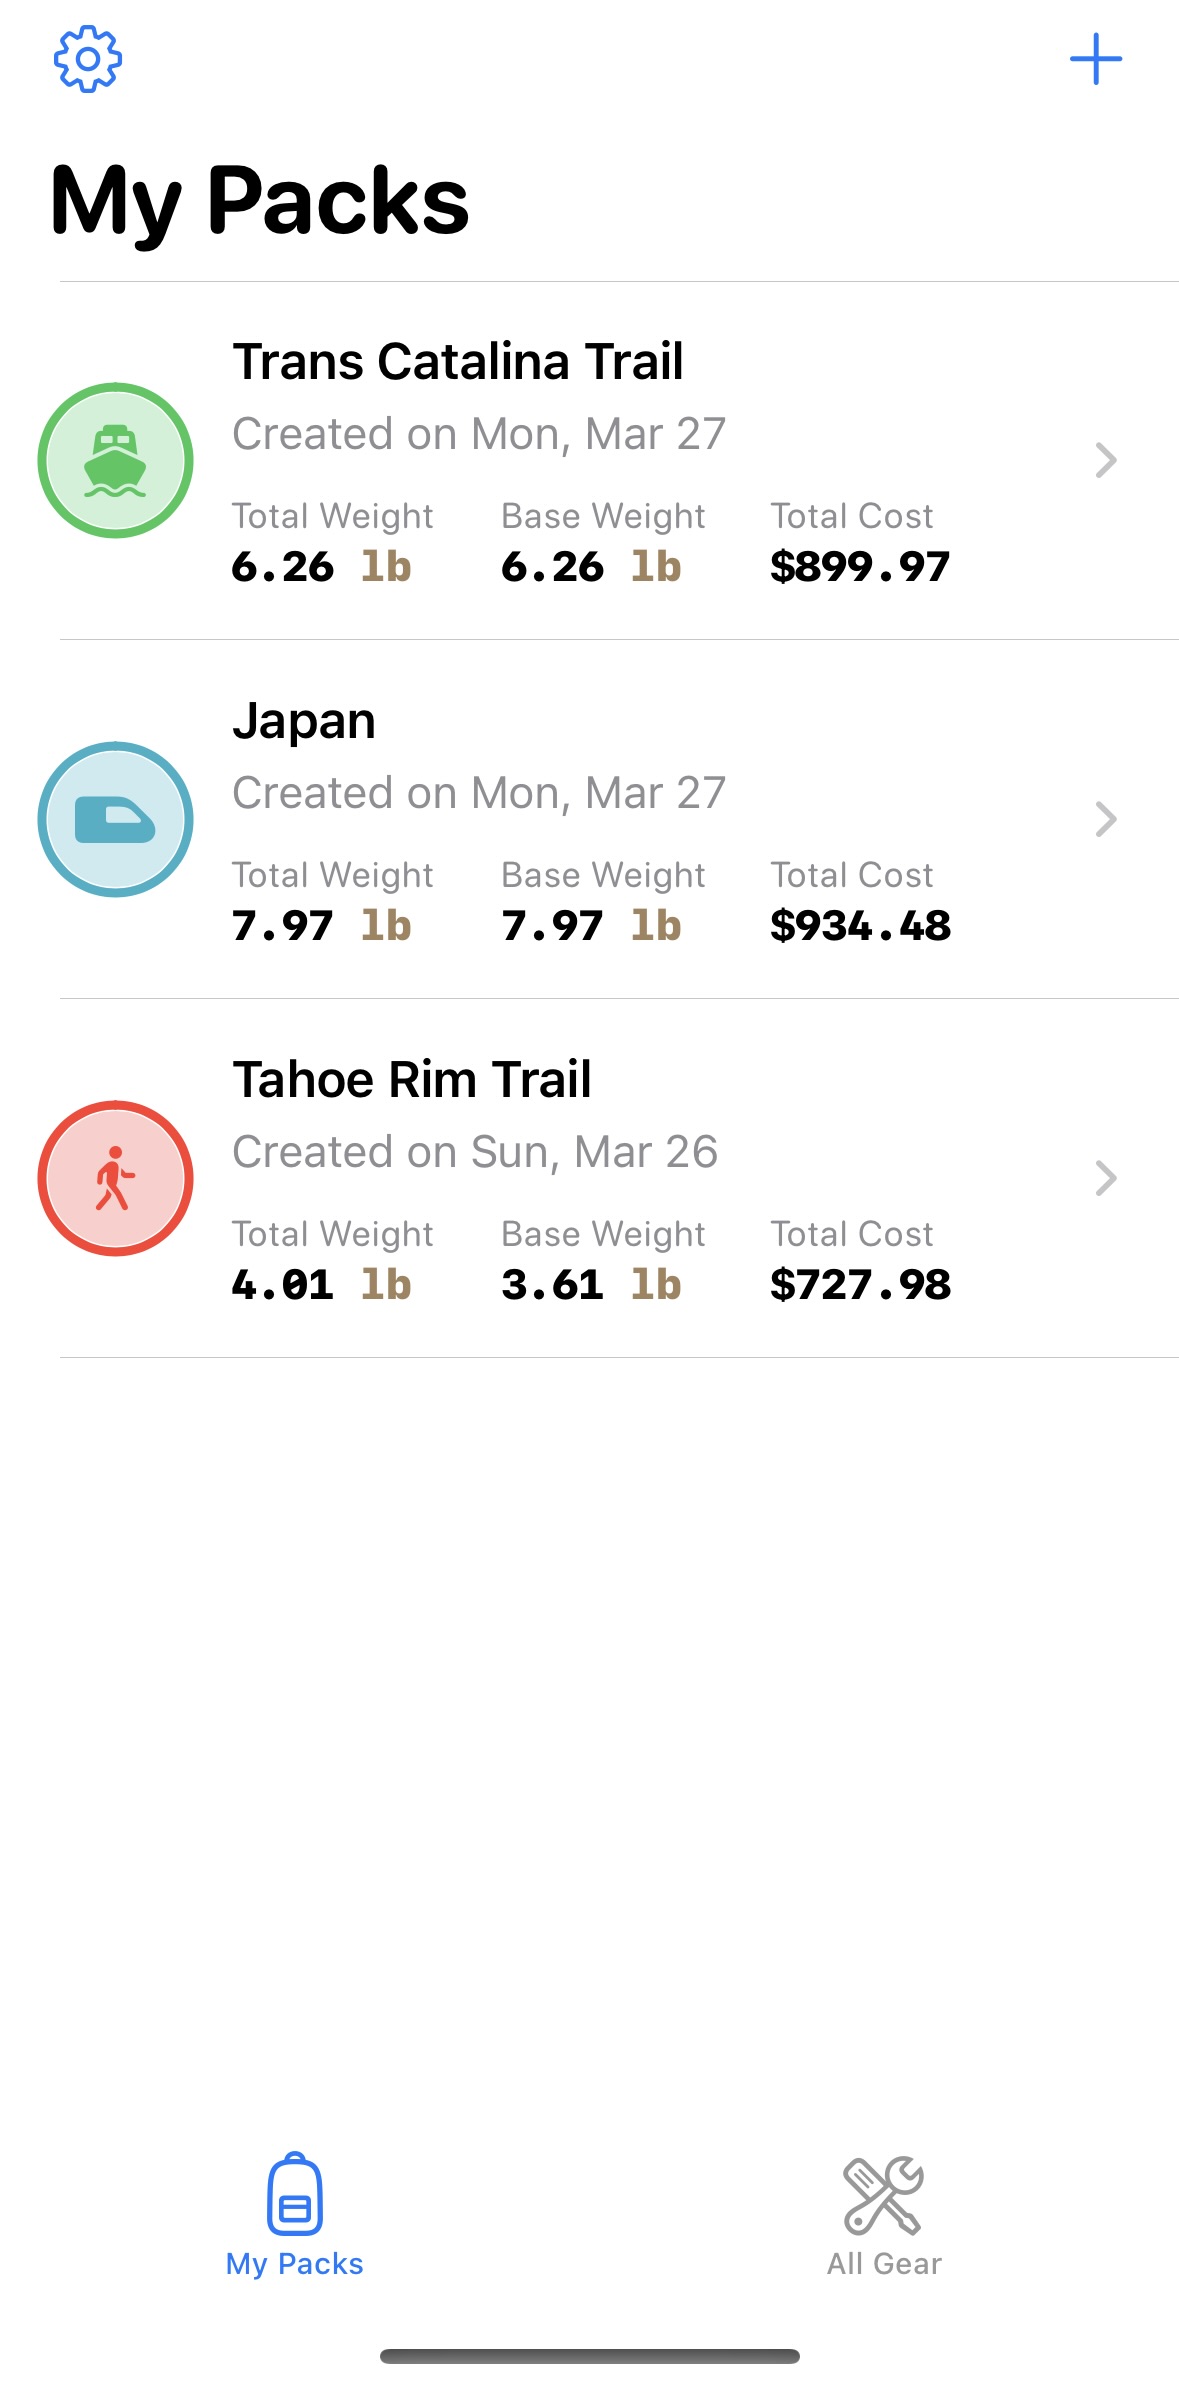 My Packs
Trans Catalina Trail
Created on Mon, Mar 27
Total Weight Base Weight Total Cost
6.26 lb 6.26 lb $899.97
Japan
Created on Mon, Mar 27
Total Weight Base Weight Total Cost
7.97 lb 7.97 lb $934.48
Tahoe Rim Trail
Created on Sun, Mar 26
Total Weight Base Weight Total Cost
4.01 lb 3.61 lb $727.98
My Packs All Gear